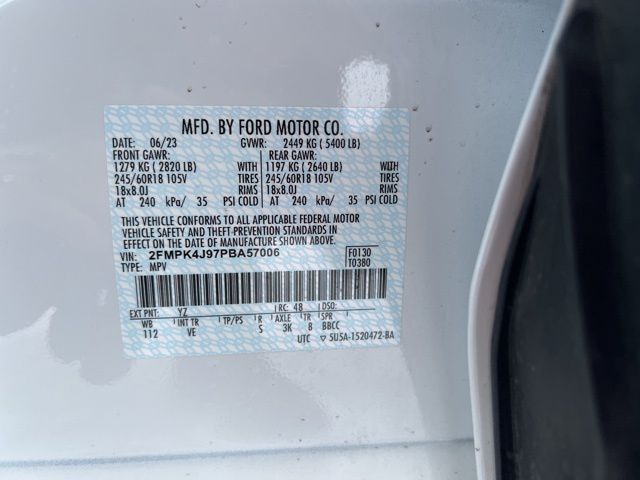 MFD. BY FORD MOTOR CO.
DATE: 06/23 GVWR: 2449 KG ( 5400 LB)
FRONT GAWR: REAR GAWR:
1279 KG ( 2820 LB) WITH 1197 KG ( 2640 LB) WITH
245/60R18 105V TIRES 245/60R18 105V TIRES
18x8.0J RIMS 18x8.0J RIMS
AT 240 kPa/ 35 PSI COLD AT 240 kPa/ 35 PSI COLD
THIS VEHICLE CONFORMS TO ALL APPLICABLE FEDERAL MOTOR
VEHICLE SAFETY AND THEFT PREVENTION STANDARDS IN
EFFECT ON THE DATE OF MANUFACTURE SHOWN ABOVE.
VIN: 2FMPK4J97PBA57006 F0130
TYPE: MPV T0380
EXT PNT: YZ RC: 48 DSO:
WB INT TR TP/PS R AXLE TR SPR
112 VE S 3K 8 BBCC
UTC 5U5A-1520472-BA